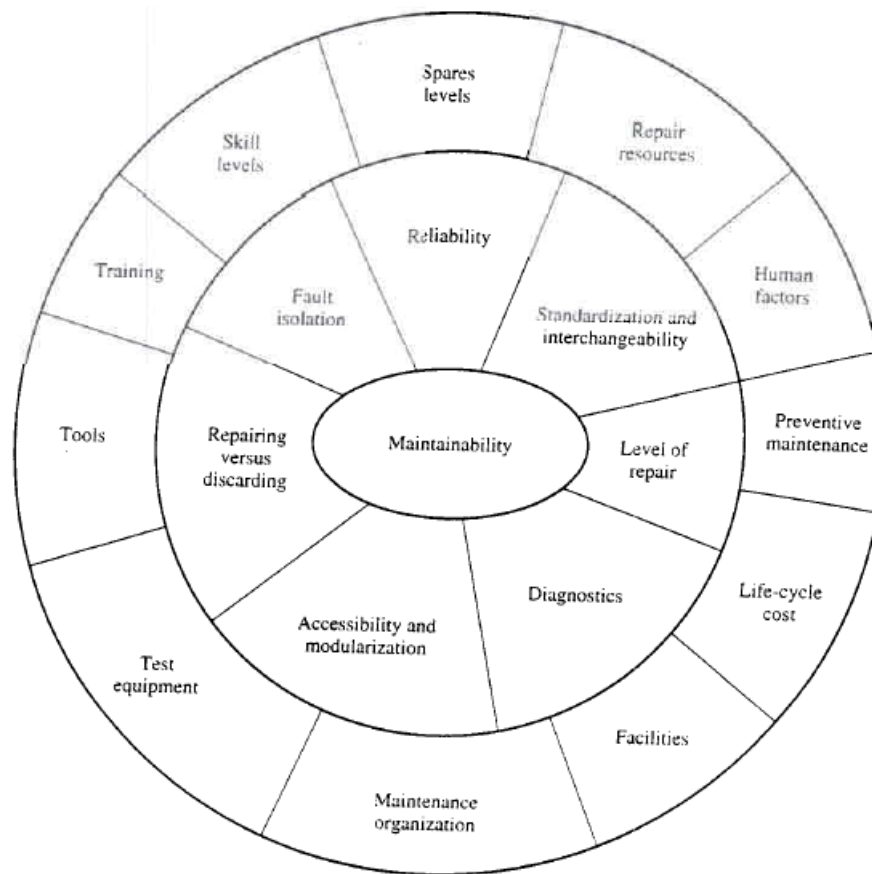 Spares
levels
Repair
resources
Skill
levels
Reliability
Training
Human
factors
Fault
isolation
Standardization and
interchangeability
Tools
Repairing
versus
discarding
Maintainability
Level of
repair
Preventive
maintenance
Diagnostics
Life-cycle
cost
Accessibility and
modularization
Test
equipment
Facilities
Maintenance
organization